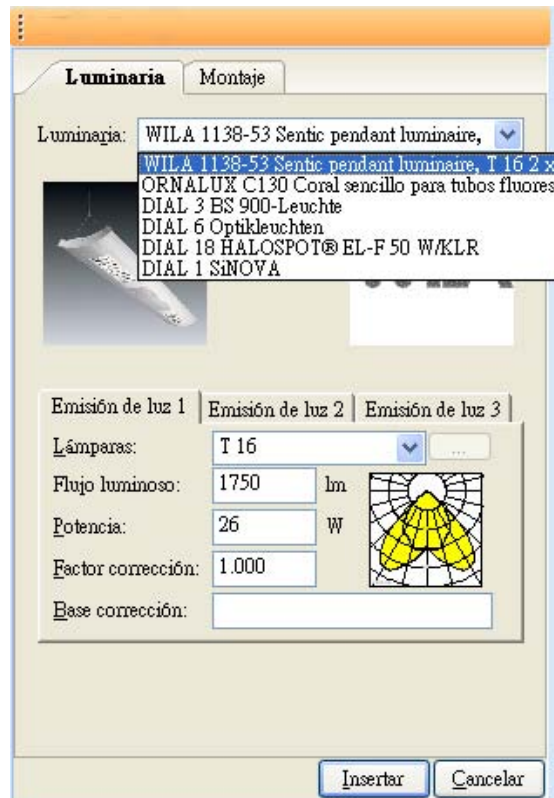 Luminaria Montaje
Luminaria: WILA 1138-53 Sentic pendant luminaire,
WILA 1138-53 Sentic pendant luminaire, T 16 2 x
ORNALUX C130 Coral sencillo para tubos fluores
DIAL 3 BS 900-Leuchte
DIAL 6 Optikleuchten
DIAL 18 HALOSPOT® EL-F 50 W/KLR
DIAL 1 SiNOVA
Emisión de luz 1 Emisión de luz 2 Emisión de luz 3
Lámparas: T 16 ...
Flujo luminoso: 1750 lm
Potencia: 26 W
Factor corrección: 1.000
Base corrección:
Insertar Cancelar